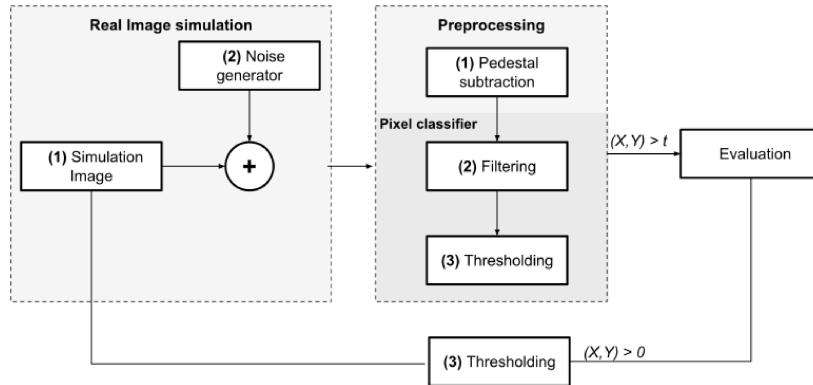 Real Image simulation
(2) Noise
generator
(1) Simulation
Image
+
Preprocessing
(1) Pedestal
subtraction
Pixel classifier
(2) Filtering
(3) Thresholding
(X,Y) > t
Evaluation
(3) Thresholding
(X,Y) > 0